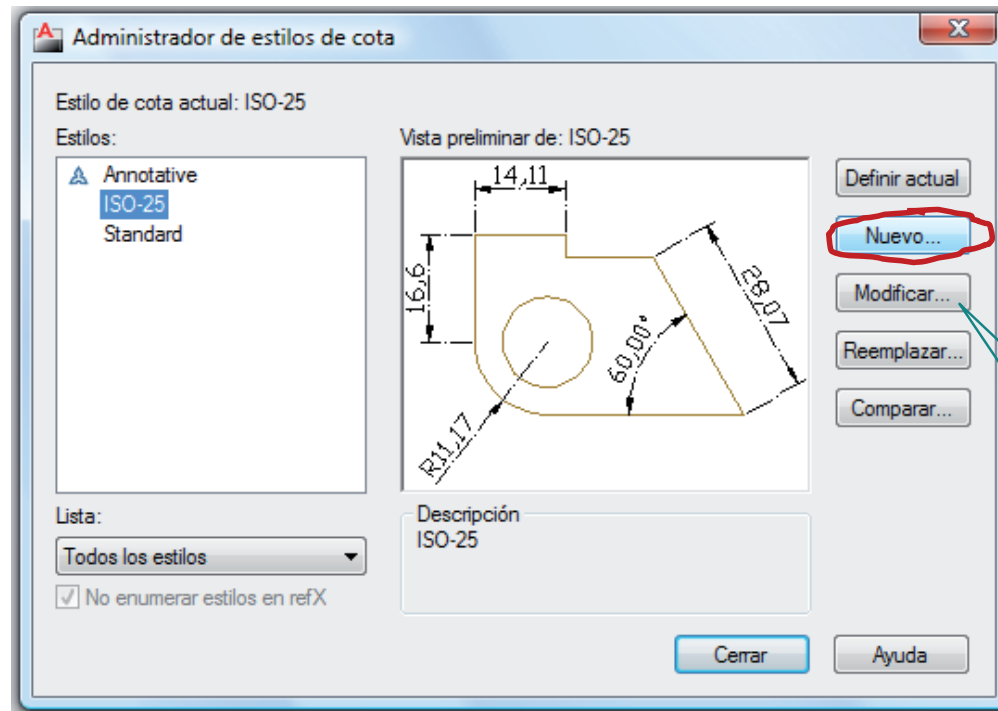 Administrador de estilos de cota
Estilo de cota actual: ISO-25
Estilos:
Vista preliminar de: ISO-25
Annotative
ISO-25
Standard
14,11
16,6
28,07
60,00°
R11,17
Definir actual
Nuevo...
Modificar...
Reemplazar...
Comparar...
Lista:
Todos los estilos
No enumerar estilos en refX
Descripción
ISO-25
Cerrar
Ayuda